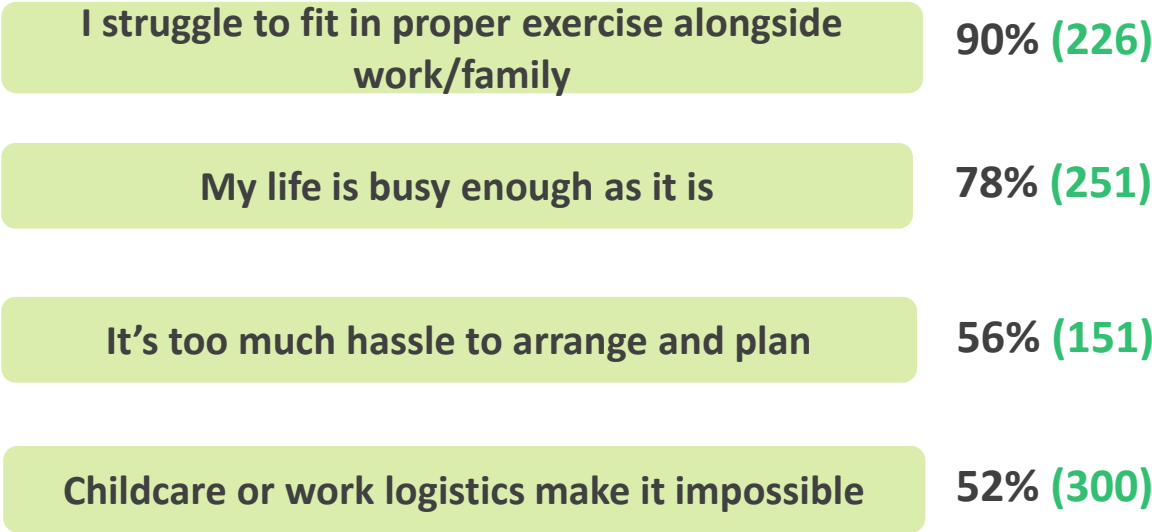 I struggle to fit in proper exercise alongside
work/family
90% (226)
My life is busy enough as it is
78% (251)
It’s too much hassle to arrange and plan
56% (151)
Childcare or work logistics make it impossible
52% (300)